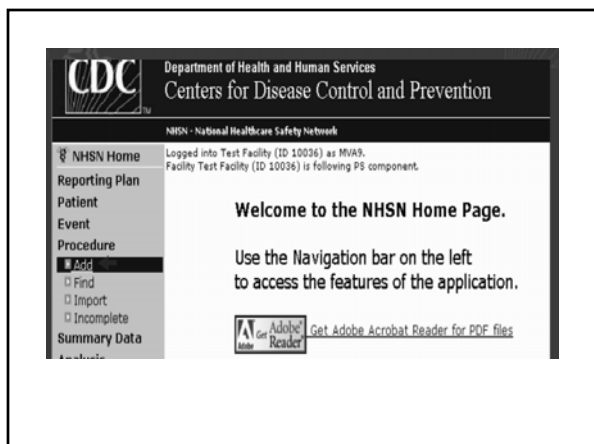 CDC
TM
Department of Health and Human Services
Centers for Disease Control and Prevention
NHSN - National Healthcare Safety Network
NHSN Home
Logged into Test Facility (ID 10036) as MVA9.
Facility Test Facility (ID 10036) is following PS component.
Reporting Plan
Patient
Event
Procedure
Add
Find
Import
Incomplete
Summary Data
Analysis
Welcome to the NHSN Home Page.
Use the Navigation bar on the left
to access the features of the application.
Adobe
Get Adobe®
Reader
Get Adobe Acrobat Reader for PDF files